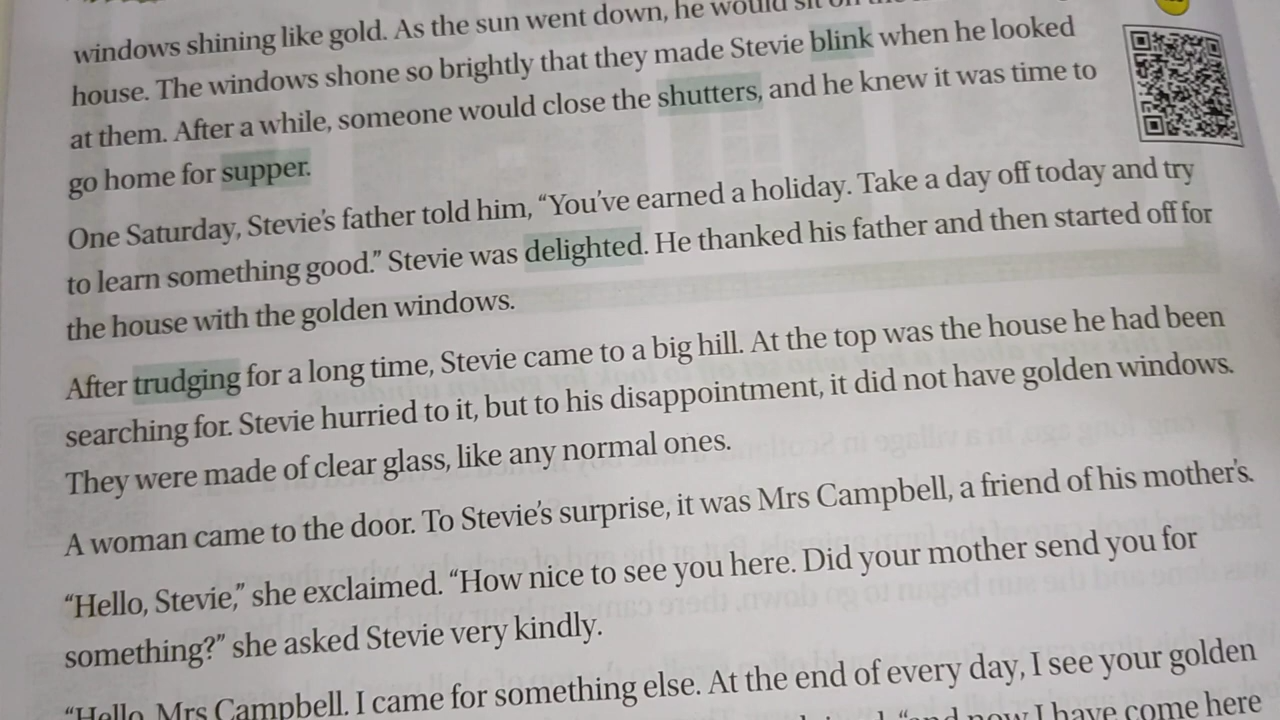 windows shining like gold. As the sun went down, he would sit on the
house. The windows shone so brightly that they made Stevie blink when he looked
at them. After a while, someone would close the shutters, and he knew it was time to
go home for supper.
One Saturday, Stevie's father told him, “You've earned a holiday. Take a day off today and try
to learn something good.” Stevie was delighted. He thanked his father and then started off for
the house with the golden windows.
After trudging for a long time, Stevie came to a big hill. At the top was the house he had been
searching for. Stevie hurried to it, but to his disappointment, it did not have golden windows.
They were made of clear glass, like any normal ones.
A woman came to the door. To Stevie's surprise, it was Mrs Campbell, a friend of his mother's.
“Hello, Stevie,” she exclaimed. “How nice to see you here. Did your mother send you for
something?” she asked Stevie very kindly.
“Hello, Mrs Campbell. I came for something else. At the end of every day, I see your golden
“and now I have come here